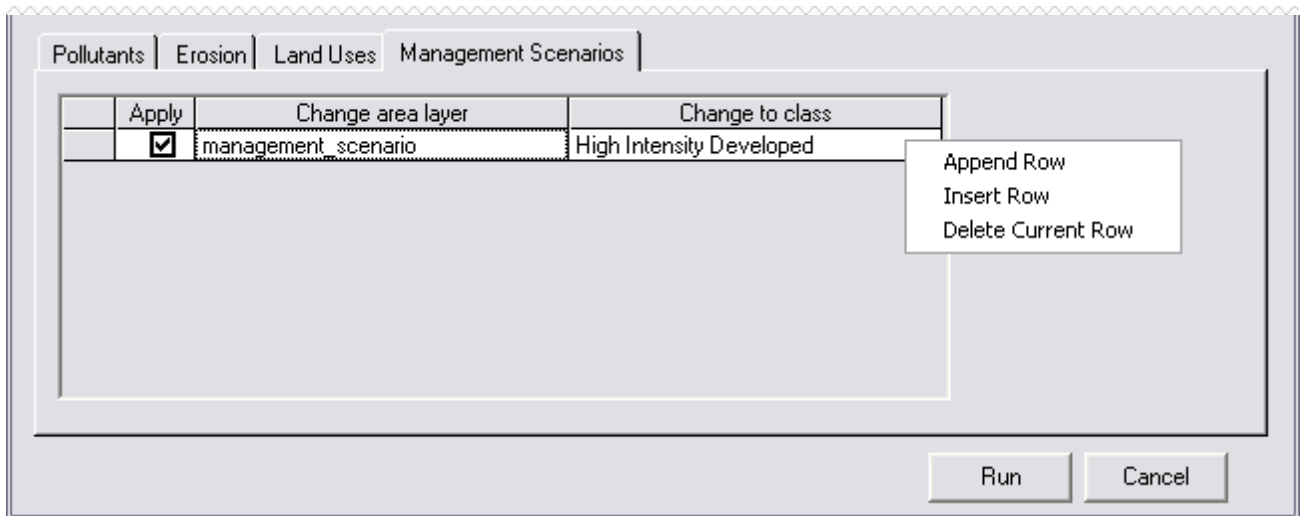 Pollutants Erosion Land Uses Management Scenarios
Apply Change area layer Change to class
management_scenario High Intensity Developed
Append Row
Insert Row
Delete Current Row
Run Cancel